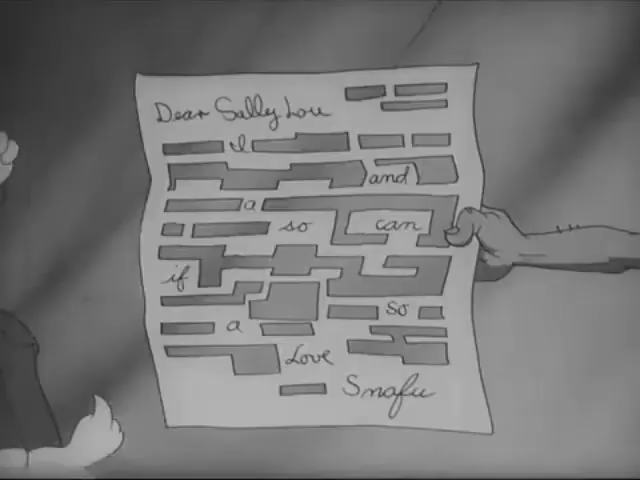 Dear Sally Lou
I
and
a
so can
if
so
a
Love
Snafu